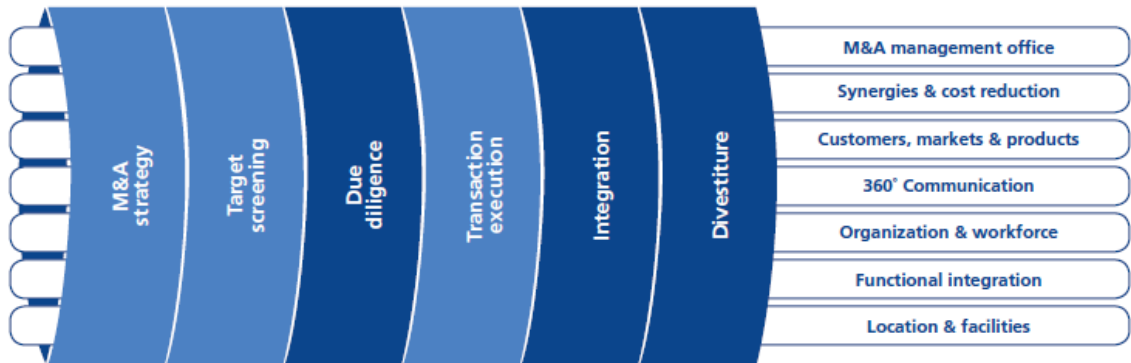 M&A
strategy
Target
screening
Due
diligence
Transaction
execution
Integration
Divestiture
M&A management office
Synergies & cost reduction
Customers, markets & products
360˚ Communication
Organization & workforce
Functional integration
Location & facilities